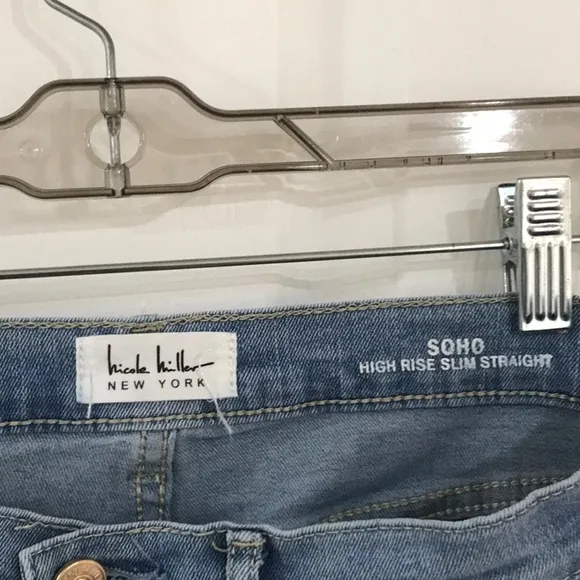 nicole miller
NEW YORK
SOHO
HIGH RISE SLIM STRAIGHT